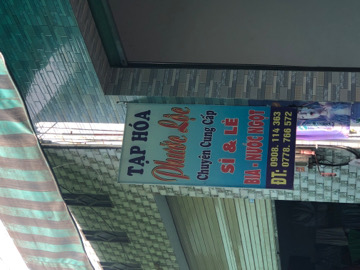 TẠP HÓA
Phước Lộc
Chuyên Cung Cấp
SỈ & LẺ
BIA - NƯỚC NGỌT
ĐT: 0908. 114 363
0778. 766 572